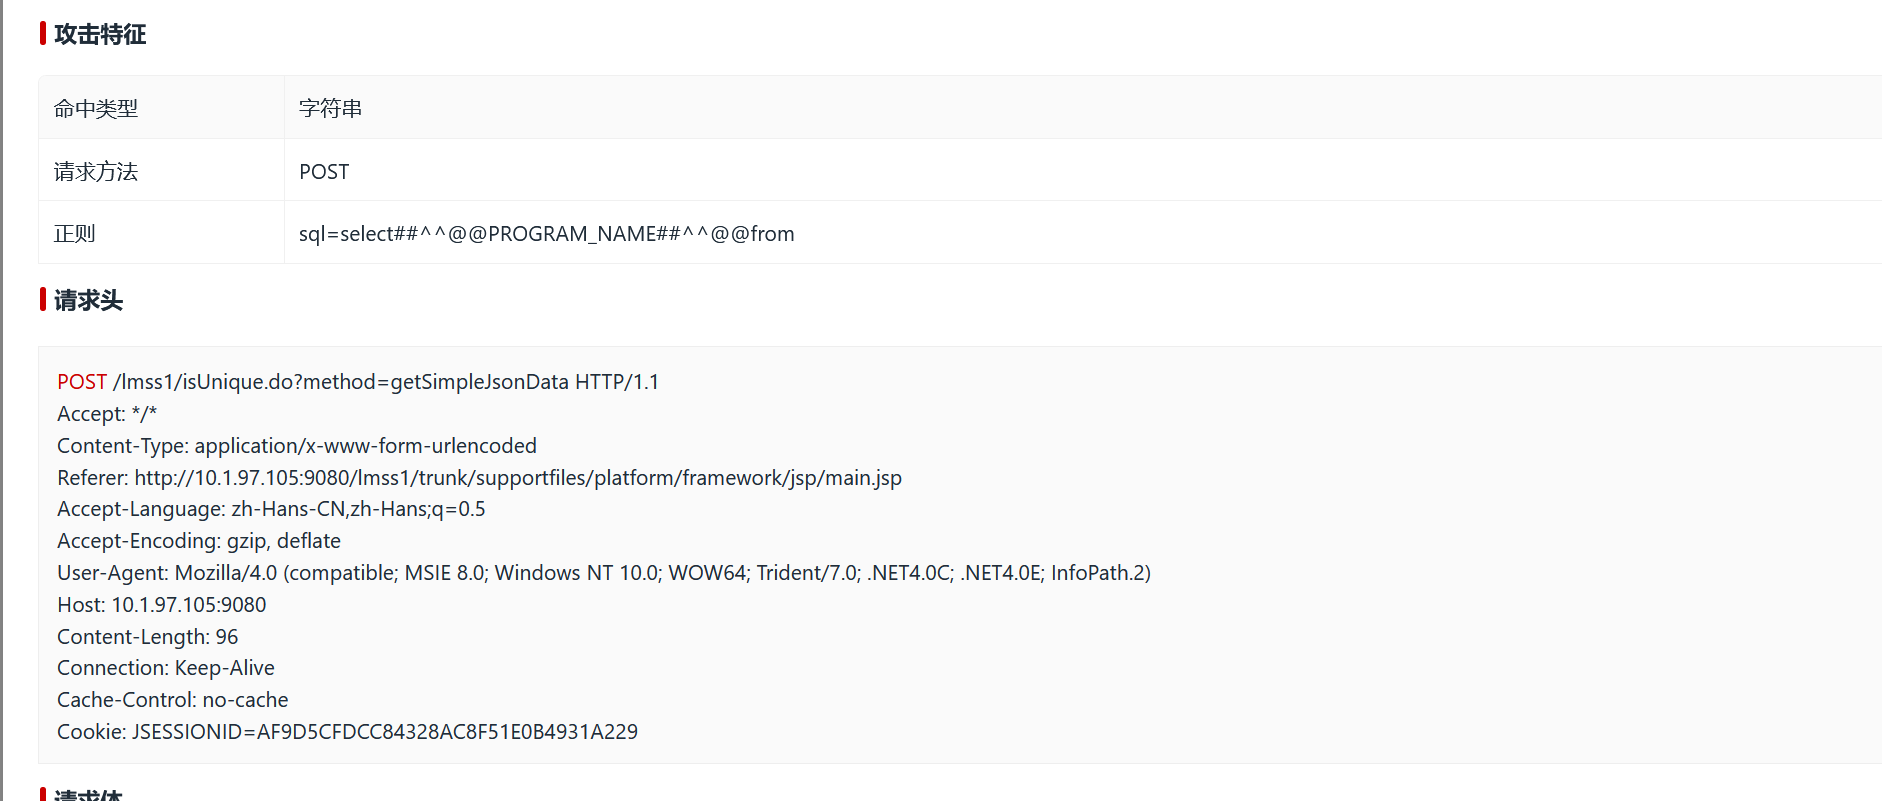 攻击特征
命中类型 字符串
请求方法 POST
正则 sql=select##^^@@PROGRAM_NAME##^^@@from
请求头
POST /lmss1/isUnique.do?method=getSimpleJsonData HTTP/1.1
Accept: */*
Content-Type: application/x-www-form-urlencoded
Referer: http://10.1.97.105:9080/lmss1/trunk/supportfiles/platform/framework/jsp/main.jsp
Accept-Language: zh-Hans-CN,zh-Hans;q=0.5
Accept-Encoding: gzip, deflate
User-Agent: Mozilla/4.0 (compatible; MSIE 8.0; Windows NT 10.0; WOW64; Trident/7.0; .NET4.0C; .NET4.0E; InfoPath.2)
Host: 10.1.97.105:9080
Content-Length: 96
Connection: Keep-Alive
Cache-Control: no-cache
Cookie: JSESSIONID=AF9D5CFDCC84328AC8F51E0B4931A229
请求体